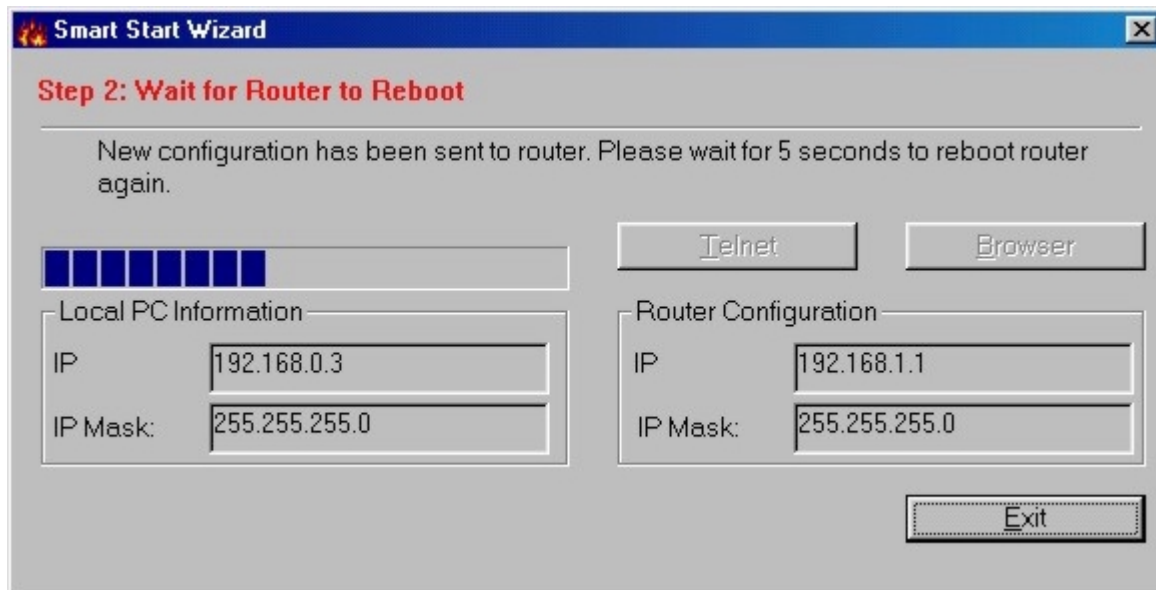 Smart Start Wizard
Step 2: Wait for Router to Reboot
New configuration has been sent to router. Please wait for 5 seconds to reboot router
again.
Telnet
Browser
Local PC Information
IP
192.168.0.3
IP Mask:
255.255.255.0
Router Configuration
IP
192.168.1.1
IP Mask:
255.255.255.0
Exit